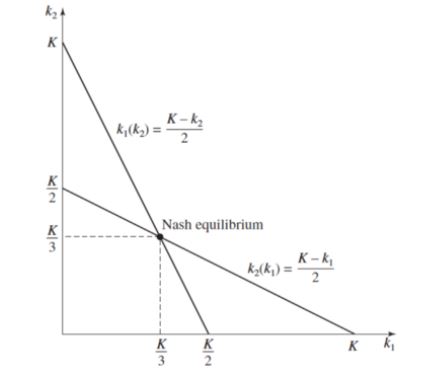 k₂
K
k₁(k₂) = (K – k₂)/2
K/2
Nash equilibrium
K/3
k₂(k₁) = (K – k₁)/2
K/3
K/2
K
k₁